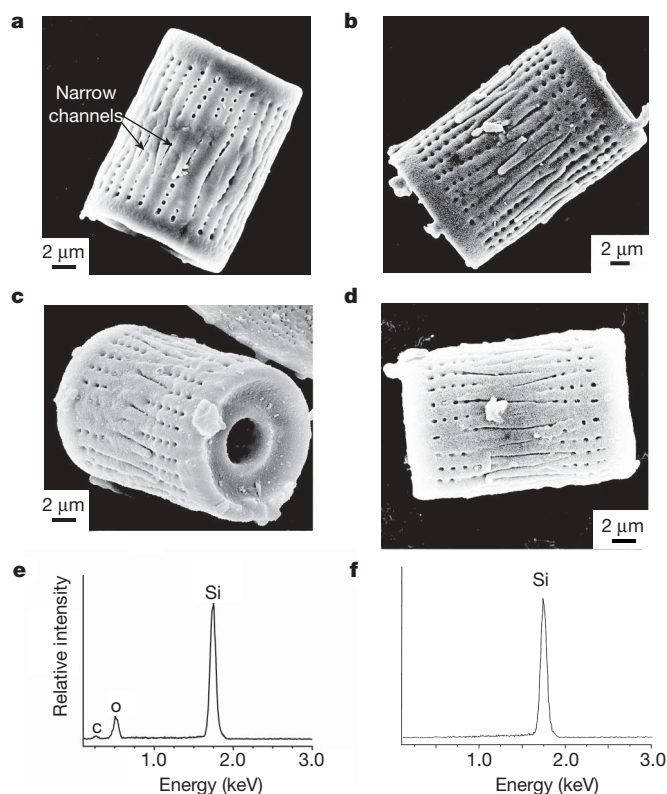 a
b
Narrow
channels
2 μm
2 μm
c
d
2 μm
2 μm
e
f
Relative intensity
Si
O
C
1.0
2.0
3.0
Energy (keV)
Si
1.0
2.0
3.0
Energy (keV)